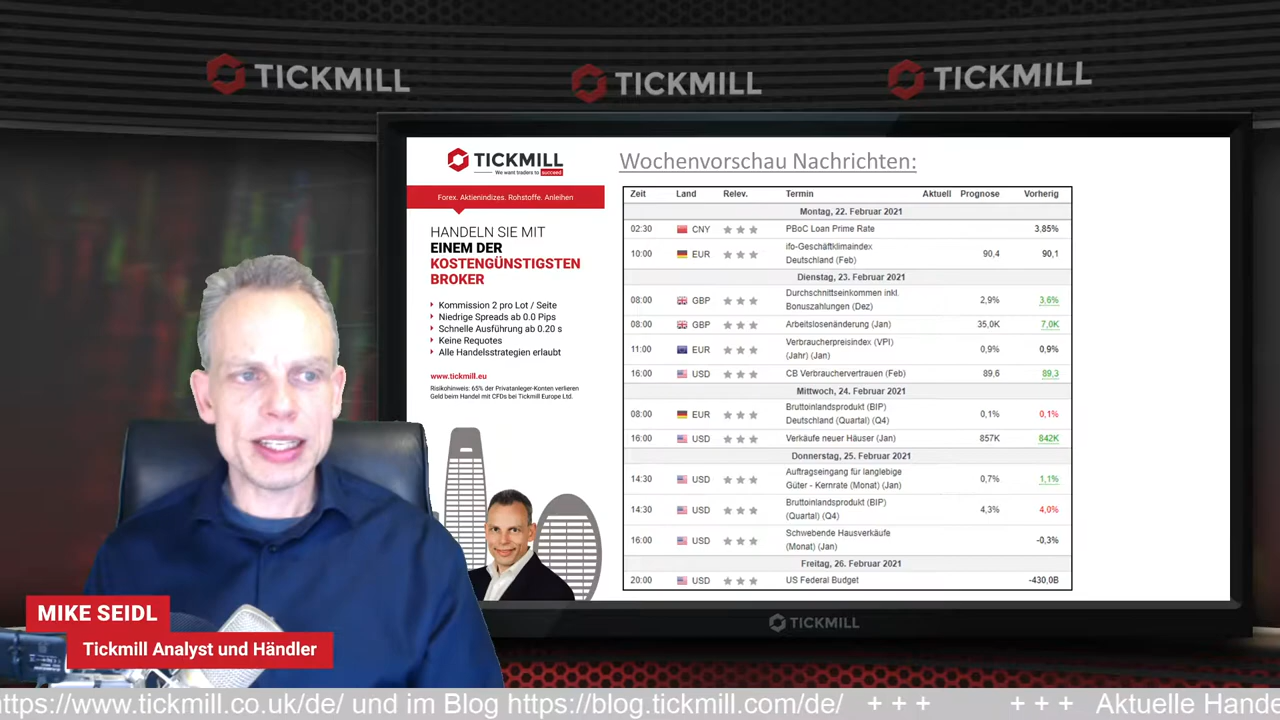 TICKMILL
TICKMILL
TICKMILL
TICKMILL
We want traders to succeed
Forex. Aktienindizes. Rohstoffe. Anleihen
HANDELN SIE MIT
EINEM DER
KOSTENGÜNSTIGSTEN
BROKER
Kommission 2 pro Lot / Seite
Niedrige Spreads ab 0.0 Pips
Schnelle Ausführung ab 0.20 s
Keine Requotes
Alle Handelsstrategien erlaubt
www.tickmill.eu
Risikohinweis: 65% der Privatanleger-Konten verlieren
Geld beim Handel mit CFDs bei Tickmill Europe Ltd.
Wochenvorschau Nachrichten:
Zeit Land Relev. Termin Aktuell Prognose Vorherig
Montag, 22. Februar 2021
02:30 CNY PBoC Loan Prime Rate 3,85%
10:00 EUR ifo-Geschäftklimaindex
Deutschland (Feb) 90,4 90,1
Dienstag, 23. Februar 2021
08:00 GBP Durchschnittseinkommen inkl.
Bonuszahlungen (Dez) 2,9% 3,6%
08:00 GBP Arbeitslosenänderung (Jan) 35,0K 7,0K
11:00 EUR Verbraucherpreisindex (VPI)
(Jahr) (Jan) 0,9% 0,9%
16:00 USD CB Verbrauchervertrauen (Feb) 89,6 89,3
Mittwoch, 24. Februar 2021
08:00 EUR Bruttoinlandsprodukt (BIP)
Deutschland (Quartal) (Q4) 0,1% 0,1%
16:00 USD Verkäufe neuer Häuser (Jan) 857K 842K
Donnerstag, 25. Februar 2021
14:30 USD Auftragseingang für langlebige
Güter - Kernrate (Monat) (Jan) 0,7% 1,1%
14:30 USD Bruttoinlandsprodukt (BIP)
(Quartal) (Q4) 4,3% 4,0%
16:00 USD Schwebende Hausverkäufe
(Monat) (Jan) -0,3%
Freitag, 26. Februar 2021
20:00 USD US Federal Budget -430,0B
TICKMILL
MIKE SEIDL
Tickmill Analyst und Händler
https://www.tickmill.co.uk/de/ und im Blog https://blog.tickmill.com/de/ +++ +++ Aktuelle Hande